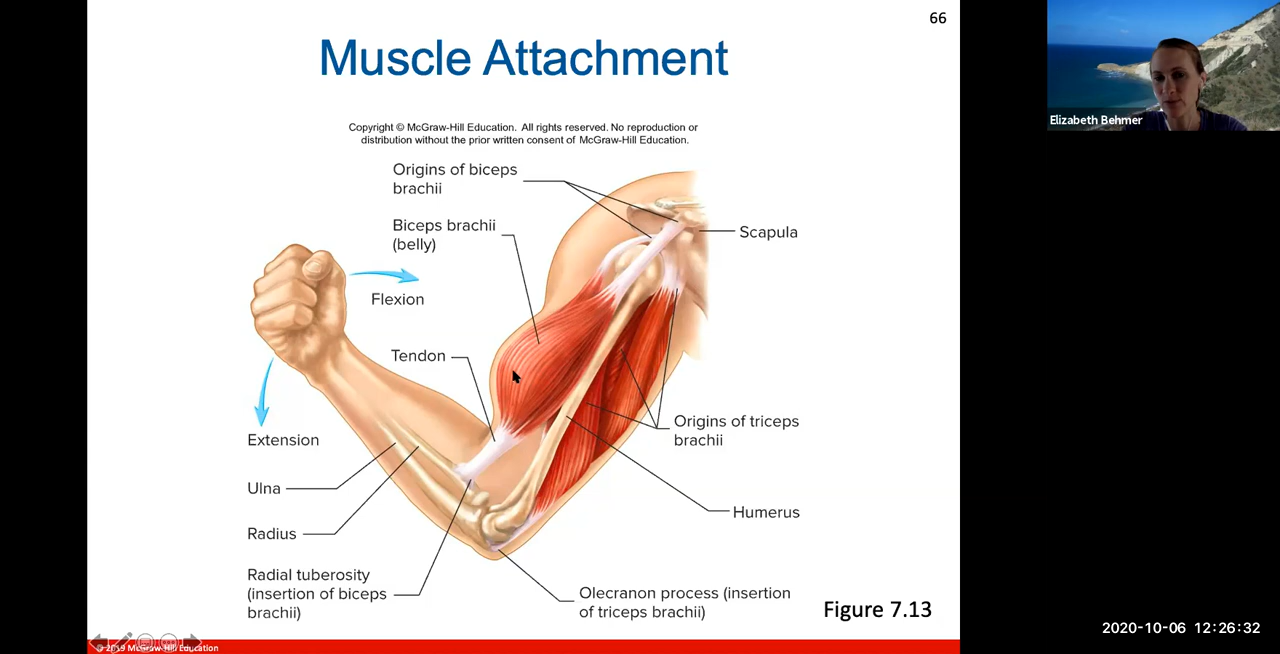 66
Muscle Attachment
Copyright © McGraw-Hill Education. All rights reserved. No reproduction or
distribution without the prior written consent of McGraw-Hill Education.
Origins of biceps
brachii
Biceps brachii
(belly)
Scapula
Flexion
Tendon
Origins of triceps
brachii
Extension
Ulna
Humerus
Radius
Radial tuberosity
(insertion of biceps
brachii)
Olecranon process (insertion
of triceps brachii)
Figure 7.13
© 2019 McGraw-Hill Education
Elizabeth Behmer
2020-10-06 12:26:32